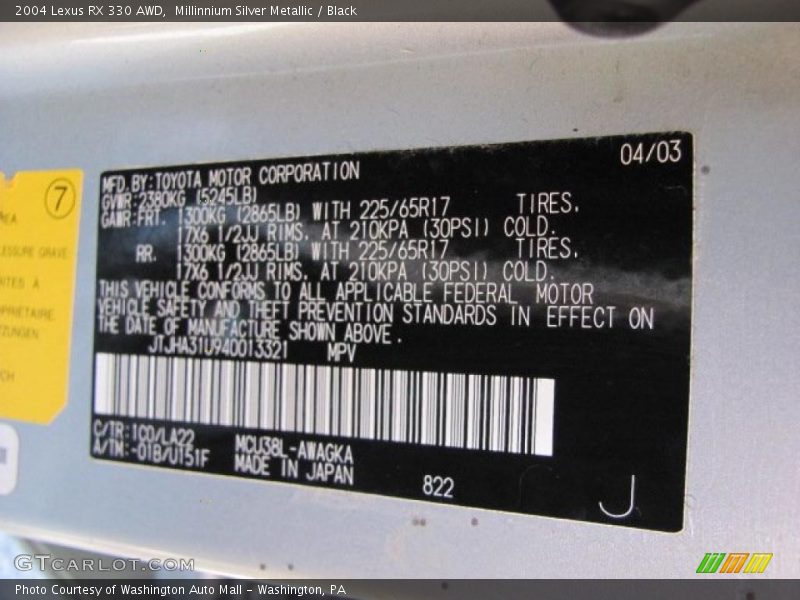 2004 Lexus RX 330 AWD,  Millinnium Silver Metallic / Black
04/03
MFD. BY: TOYOTA MOTOR CORPORATION
GVWR: 2380KG (5245LB)
GAWR: FRT. 1300KG (2865LB) WITH 225/65R17 TIRES.
17X6 1/2JJ RIMS. AT 210KPA (30PSI) COLD.
RR. 1300KG (2865LB) WITH 225/65R17 TIRES.
17X6 1/2JJ RIMS. AT 210KPA (30PSI) COLD.
THIS VEHICLE CONFORMS TO ALL APPLICABLE FEDERAL MOTOR
VEHICLE SAFETY AND THEFT PREVENTION STANDARDS IN EFFECT ON
THE DATE OF MANUFACTURE SHOWN ABOVE.
JTJHA31U940013321 MPV
C/TR: 1C0/LA22
A/TM: -01B/U151F
MCU38L-AWAGKA
MADE IN JAPAN
822
J
7
GRAVE
À
GTCARLOT.COM
Photo Courtesy of Washington Auto Mall - Washington, PA